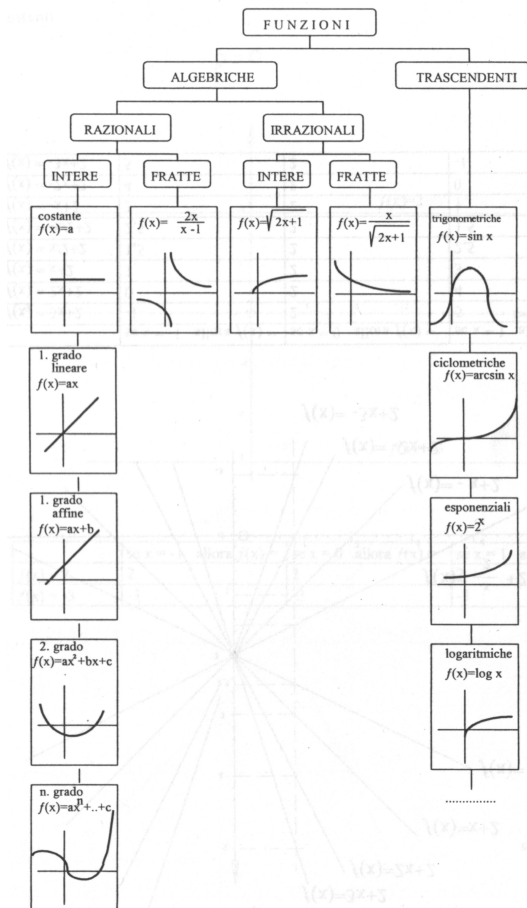 FUNZIONI
ALGEBRICHE
TRASCENDENTI
RAZIONALI
IRRAZIONALI
INTERE
FRATTE
INTERE
FRATTE
costante
f(x)=a
f(x)= 2x / x-1
f(x)=√2x+1
f(x)= x / √2x+1
trigonometriche
f(x)=sin x
1. grado
lineare
f(x)=ax
ciclometriche
f(x)=arcsin x
1. grado
affine
f(x)=ax+b
esponenziali
f(x)=2ˣ
2. grado
f(x)=ax²+bx+c
logaritmiche
f(x)=log x
n. grado
f(x)=axⁿ+..+c
..............